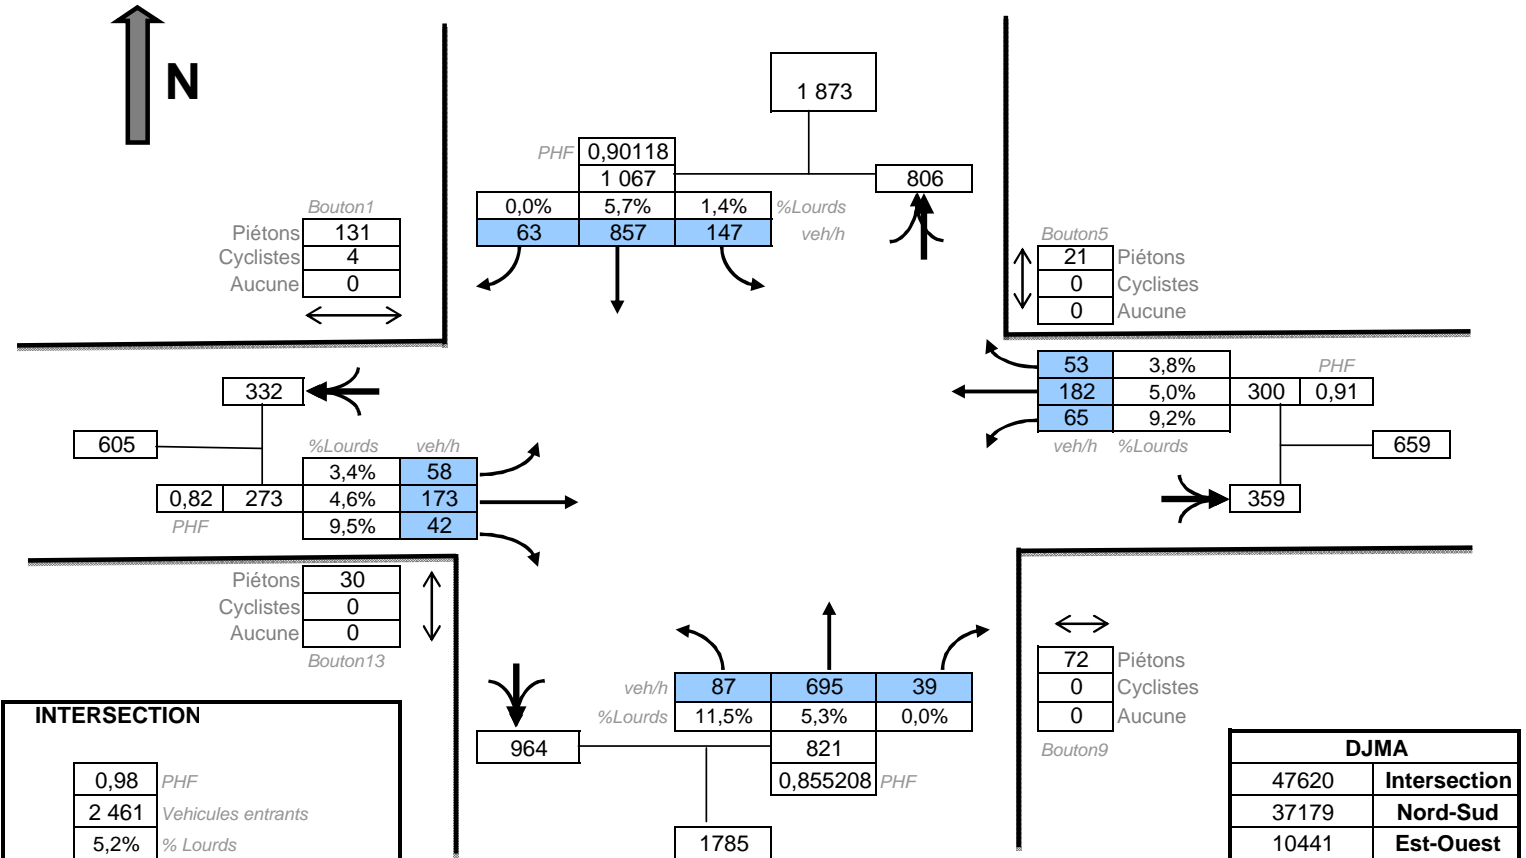 N
1 873
PHF 0,90118
1 067 806
0,0% 5,7% 1,4% %Lourds
63 857 147 veh/h
Bouton1
Piétons 131
Cyclistes 4
Aucune 0
Bouton5
21 Piétons
0 Cyclistes
0 Aucune
332
605
%Lourds veh/h
3,4% 58
0,82 273 4,6% 173
PHF 9,5% 42
53 3,8% PHF
182 5,0% 300 0,91
65 9,2%
veh/h %Lourds
659
359
Piétons 30
Cyclistes 0
Aucune 0
Bouton13
veh/h 87 695 39
%Lourds 11,5% 5,3% 0,0%
964 821
0,855208 PHF
1785
72 Piétons
0 Cyclistes
0 Aucune
Bouton9
INTERSECTION
0,98 PHF
2 461 Vehicules entrants
5,2% % Lourds
DJMA
47620 Intersection
37179 Nord-Sud
10441 Est-Ouest